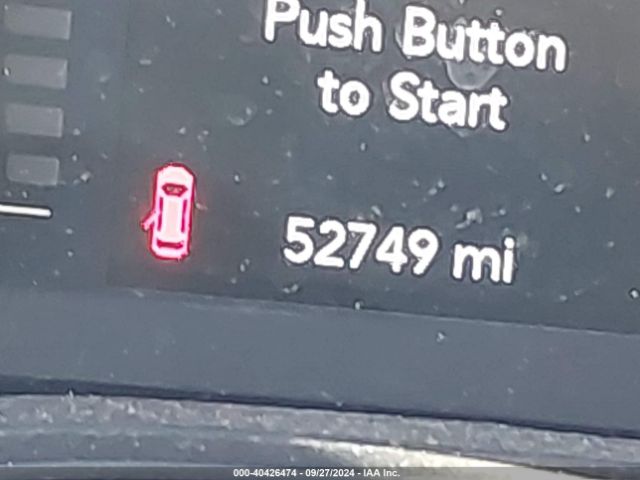 Push Button
to Start
52749 mi
000-40426474 - 09/27/2024 - IAA Inc.